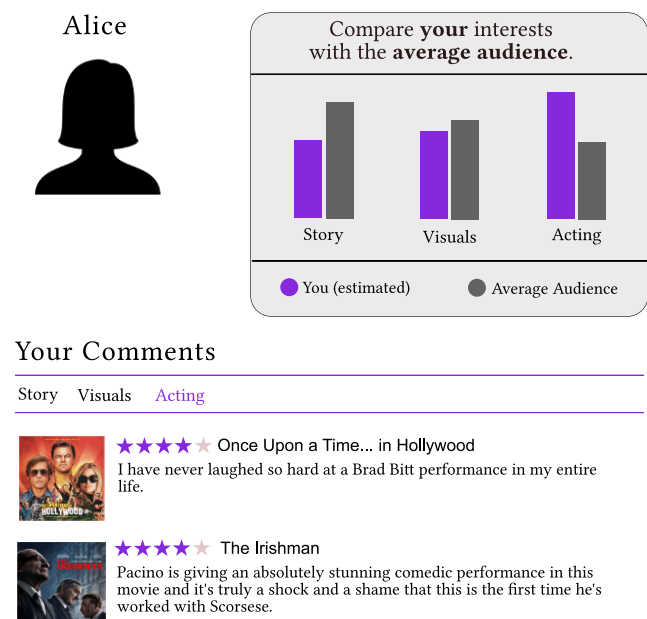 Alice
Compare your interests
with the average audience.
Story
Visuals
Acting
You (estimated)
Average Audience
Your Comments
Story
Visuals
Acting
Once Upon a Time... in Hollywood
I have never laughed so hard at a Brad Bitt performance in my entire
life.
HOLLYWOOD
The Irishman
Pacino is giving an absolutely stunning comedic performance in this
movie and it's truly a shock and a shame that this is the first time he's
worked with Scorsese.
IRISHMAN